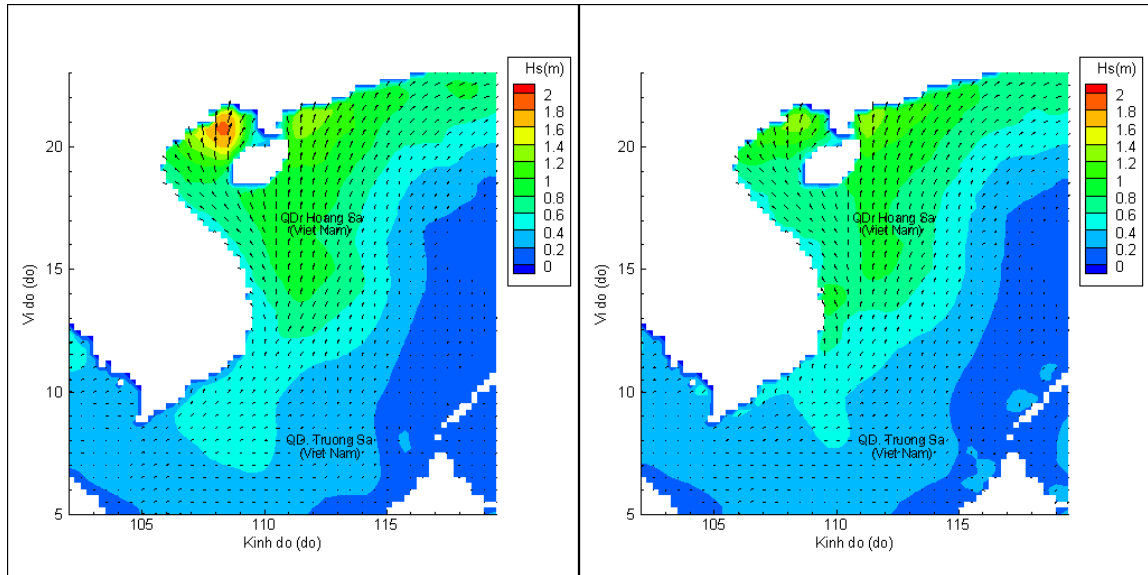 Hs(m)
2
1.8
1.6
1.4
1.2
1
0.8
0.6
0.4
0.2
0
20
15
10
5
Vi do (do)
QDr Hoang Sa
(Viet Nam)
QD. Truong Sa
(Viet Nam)
105
110
115
Kinh do (do)
Hs(m)
2
1.8
1.6
1.4
1.2
1
0.8
0.6
0.4
0.2
0
20
15
10
5
Vi do (do)
QDr Hoang Sa
(Viet Nam)
QD. Truong Sa
(Viet Nam)
105
110
115
Kinh do (do)